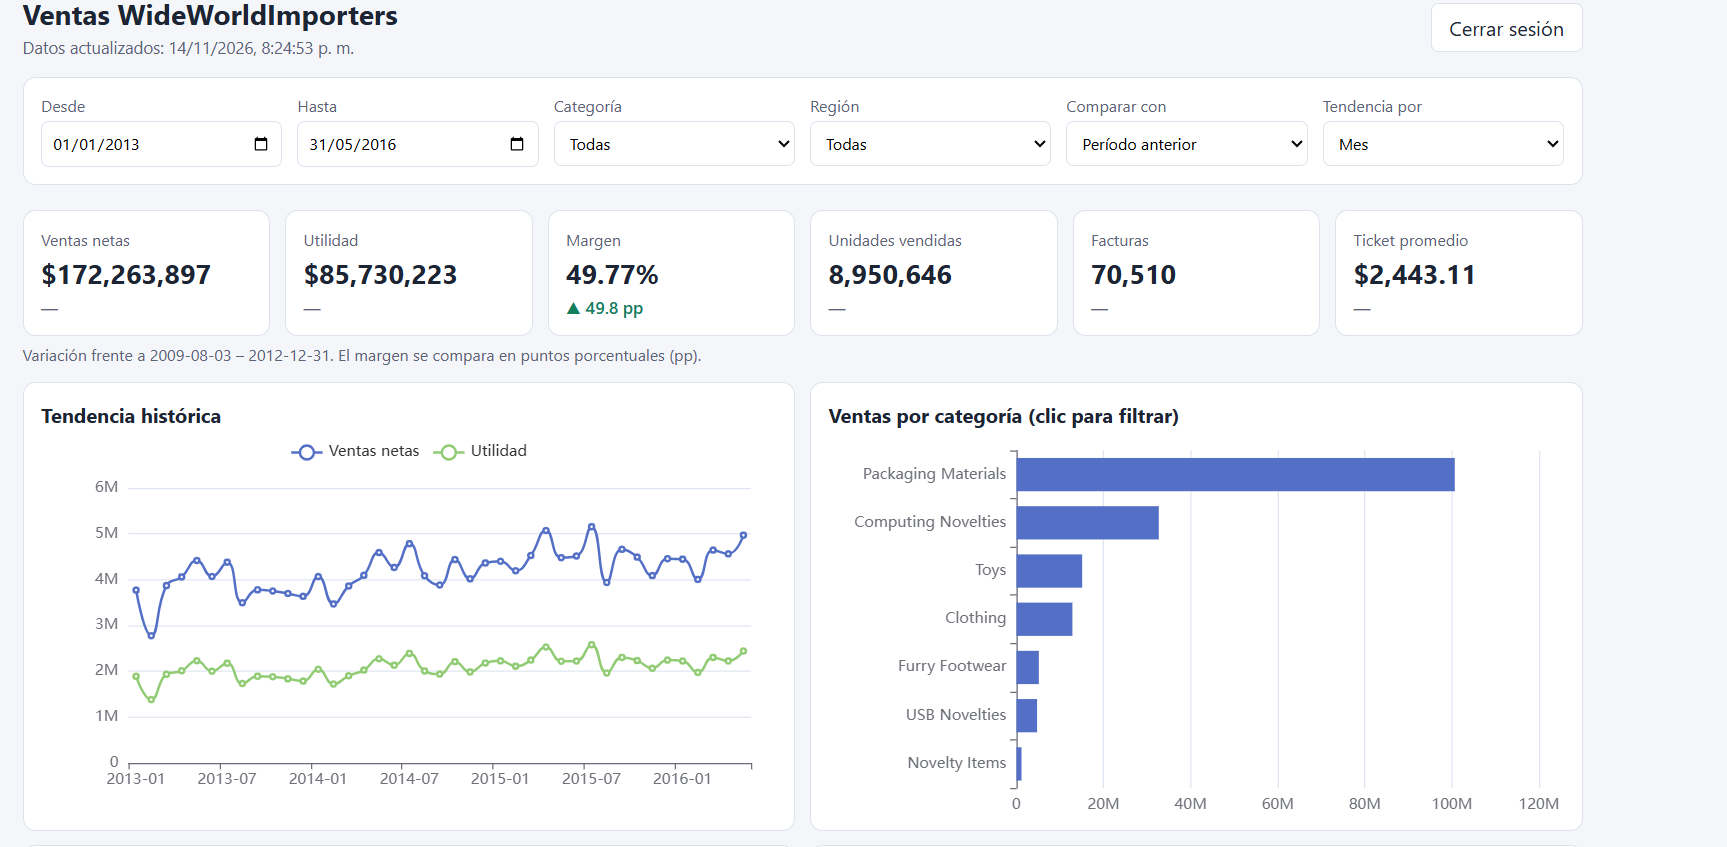 Ventas WideWorldImporters
Cerrar sesión
Datos actualizados: 14/11/2026, 8:24:53 p. m.
Desde Hasta Categoría Región Comparar con Tendencia por
01/01/2013 31/05/2016 Todas Todas Período anterior Mes
Ventas netas Utilidad Margen Unidades vendidas Facturas Ticket promedio
$172,263,897 $85,730,223 49.77% 8,950,646 70,510 $2,443.11
— — ▲ 49.8 pp — — —
Variación frente a 2009-08-03 – 2012-12-31. El margen se compara en puntos porcentuales (pp).
Tendencia histórica
Ventas netas Utilidad
6M
5M
4M
3M
2M
1M
0
2013-01 2013-07 2014-01 2014-07 2015-01 2015-07 2016-01
Ventas por categoría (clic para filtrar)
Packaging Materials
Computing Novelties
Toys
Clothing
Furry Footwear
USB Novelties
Novelty Items
0 20M 40M 60M 80M 100M 120M